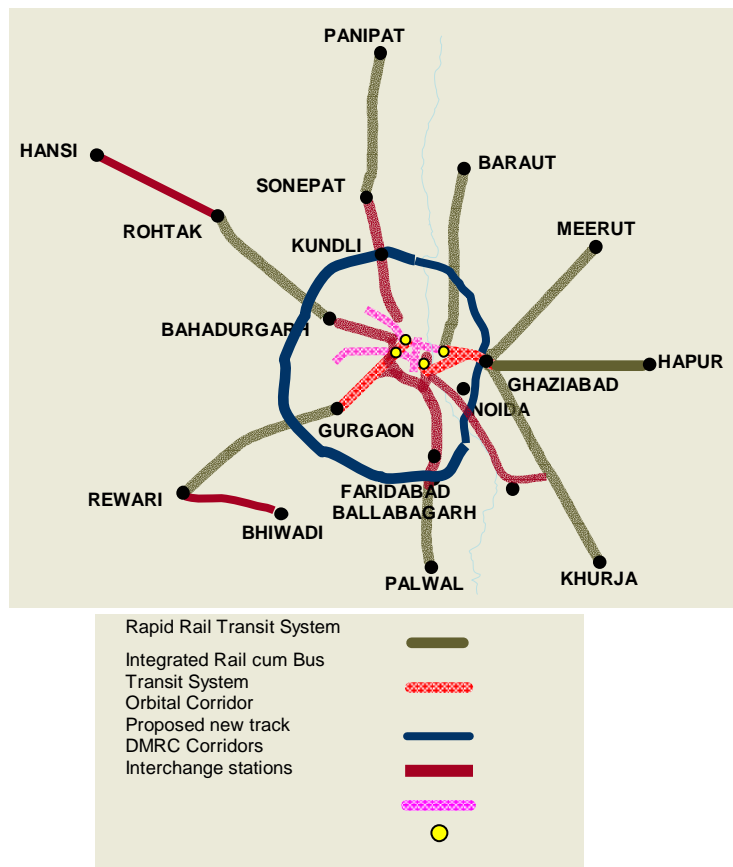 PANIPAT
HANSI
BARAUT
SONEPAT
ROHTAK
MEERUT
KUNDLI
BAHADURGARH
HAPUR
GHAZIABAD
NOIDA
GURGAON
FARIDABAD
REWARI
BALLABAGARH
BHIWADI
KHURJA
PALWAL
Rapid Rail Transit System
Integrated Rail cum Bus
Transit System
Orbital Corridor
Proposed new track
DMRC Corridors
Interchange stations